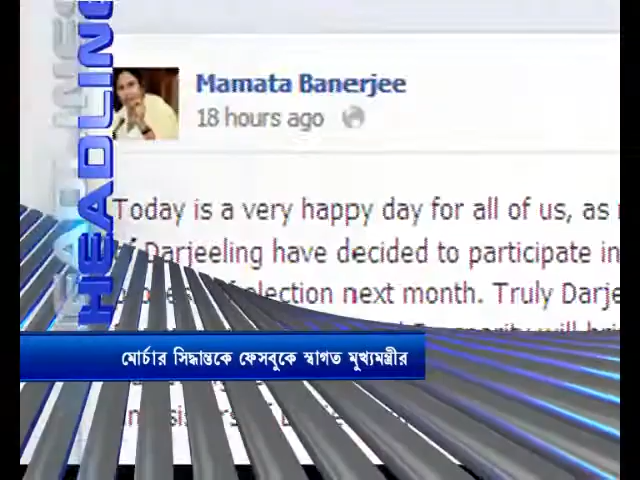 HEADLINE
Mamata Banerjee
18 hours ago
Today is a very happy day for all of us, as
Darjeeling have decided to participate in
election next month. Truly Darje
মোর্চার সিদ্ধান্তকে ফেসবুকে স্বাগত মুখ্যমন্ত্রীর